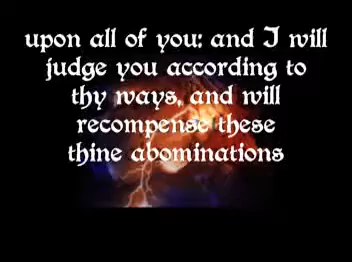 upon all of you: and I will
judge you according to
thy ways, and will
recompense these
thine abominations